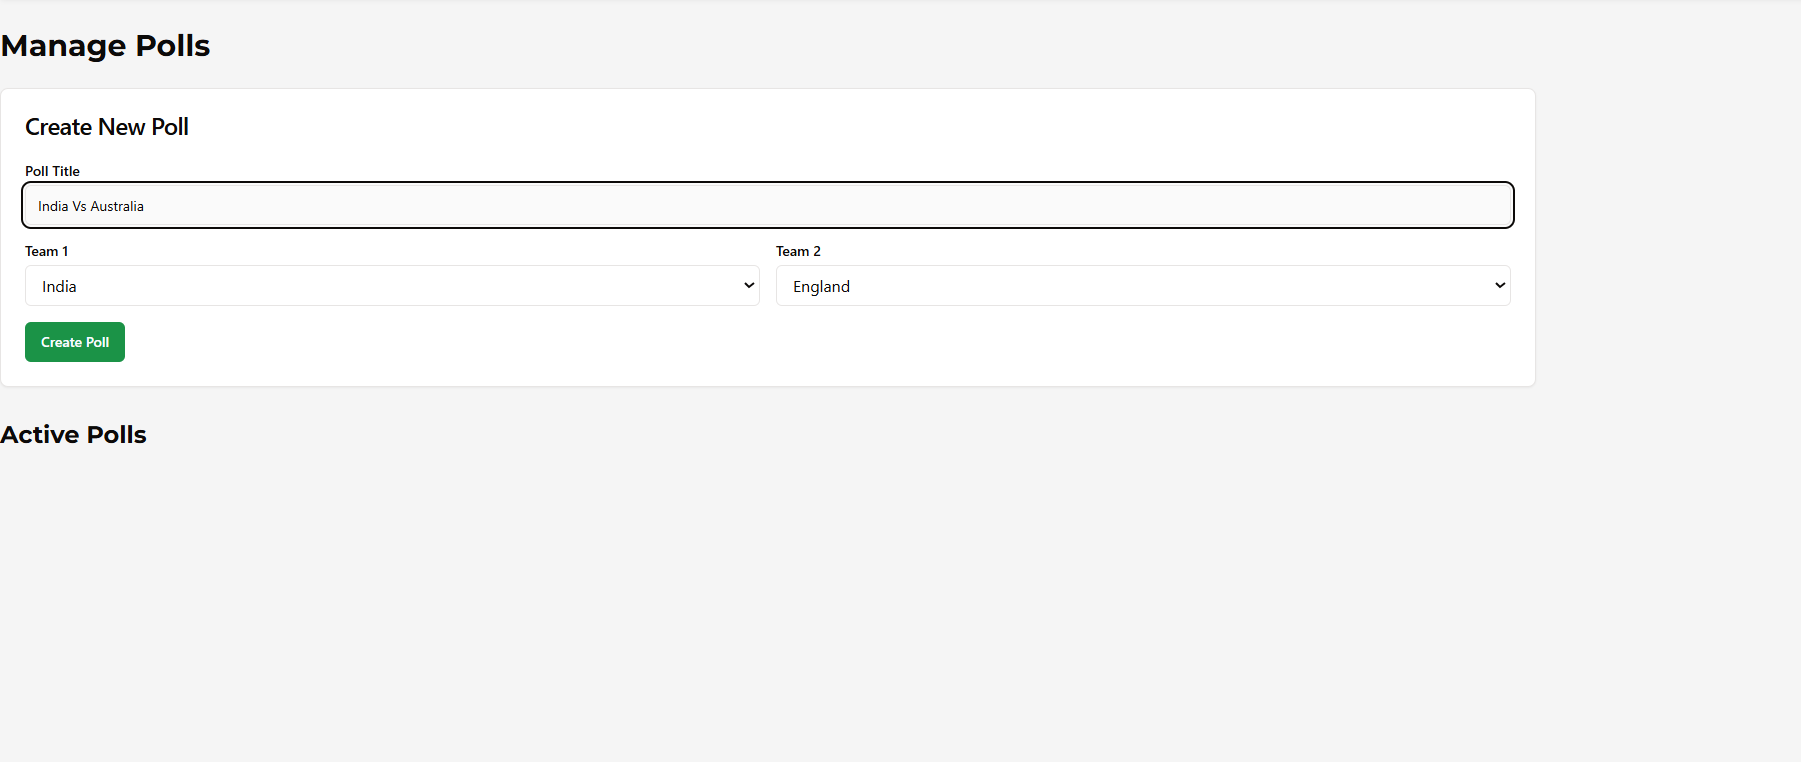 Manage Polls
Create New Poll
Poll Title
India Vs Australia
Team 1
Team 2
India
England
Create Poll
Active Polls